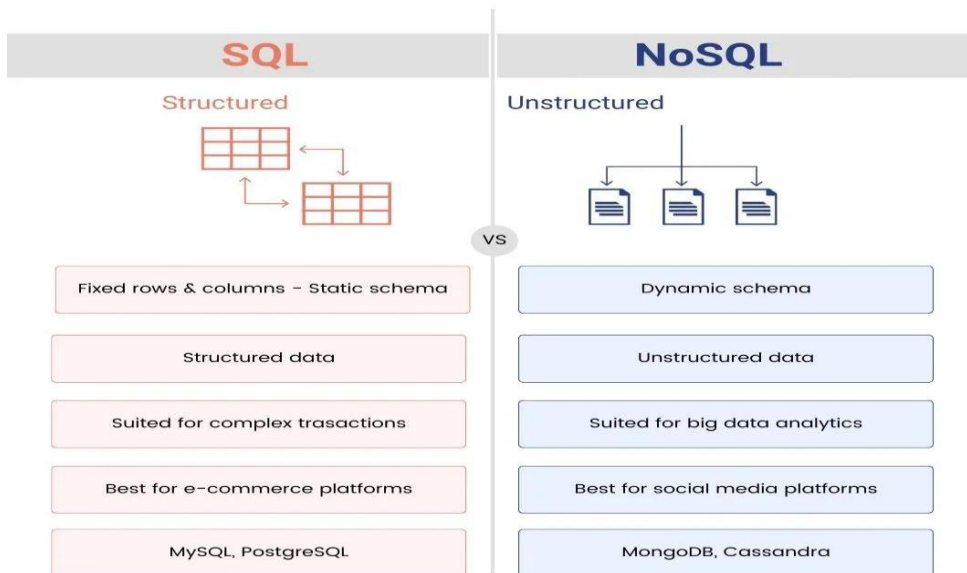 SQL
Structured
Fixed rows & columns - Static schema
Structured data
Suited for complex trasactions
Best for e-commerce platforms
MySQL, PostgreSQL
VS
NoSQL
Unstructured
Dynamic schema
Unstructured data
Suited for big data analytics
Best for social media platforms
MongoDB, Cassandra